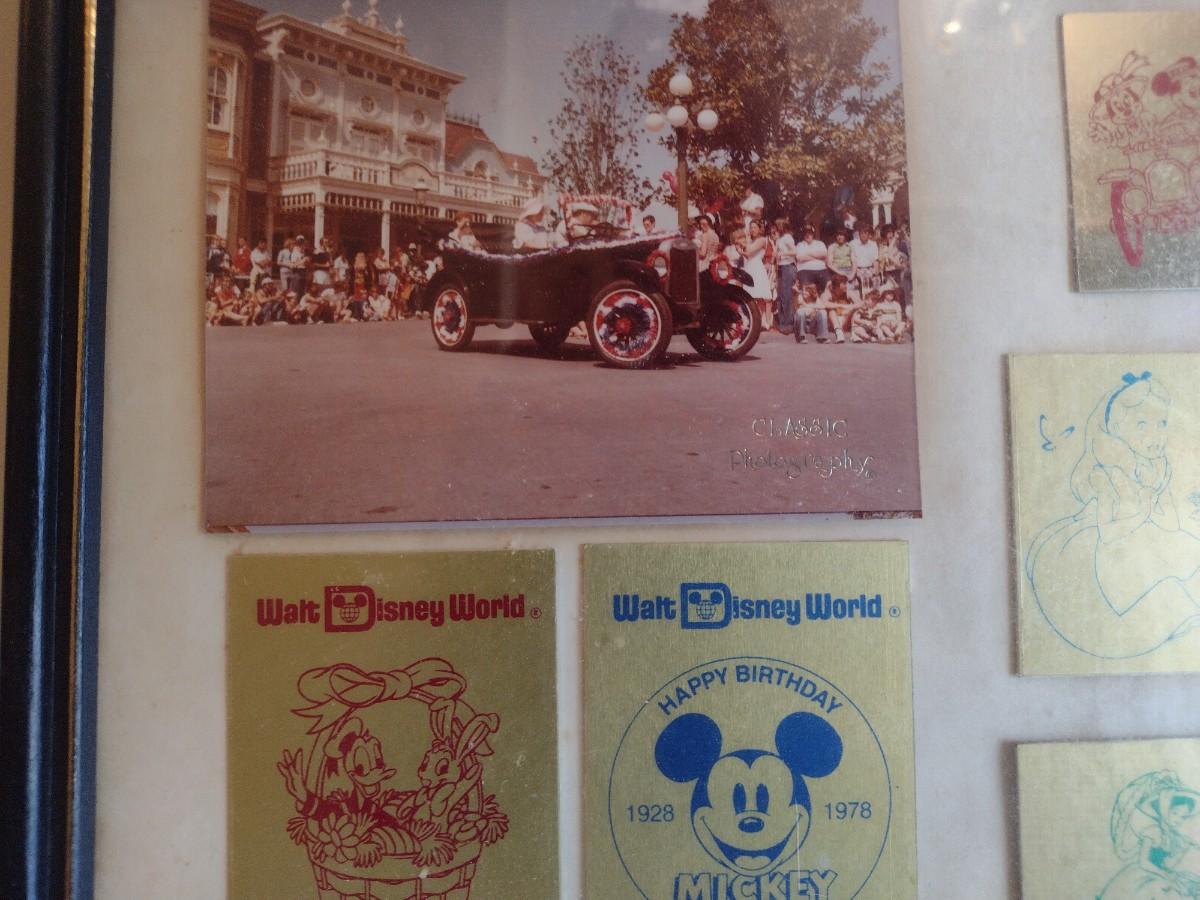 CLASSIC
Photography
Walt Disney World ®
Walt Disney World ®
HAPPY BIRTHDAY
1928 1978
MICKEY